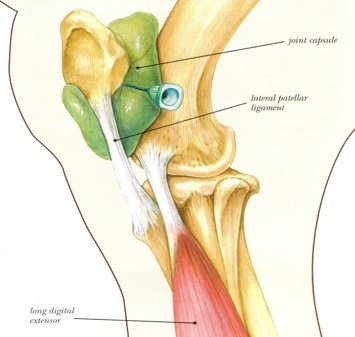 joint capsule
lateral patellar
ligament
long digital
extensor